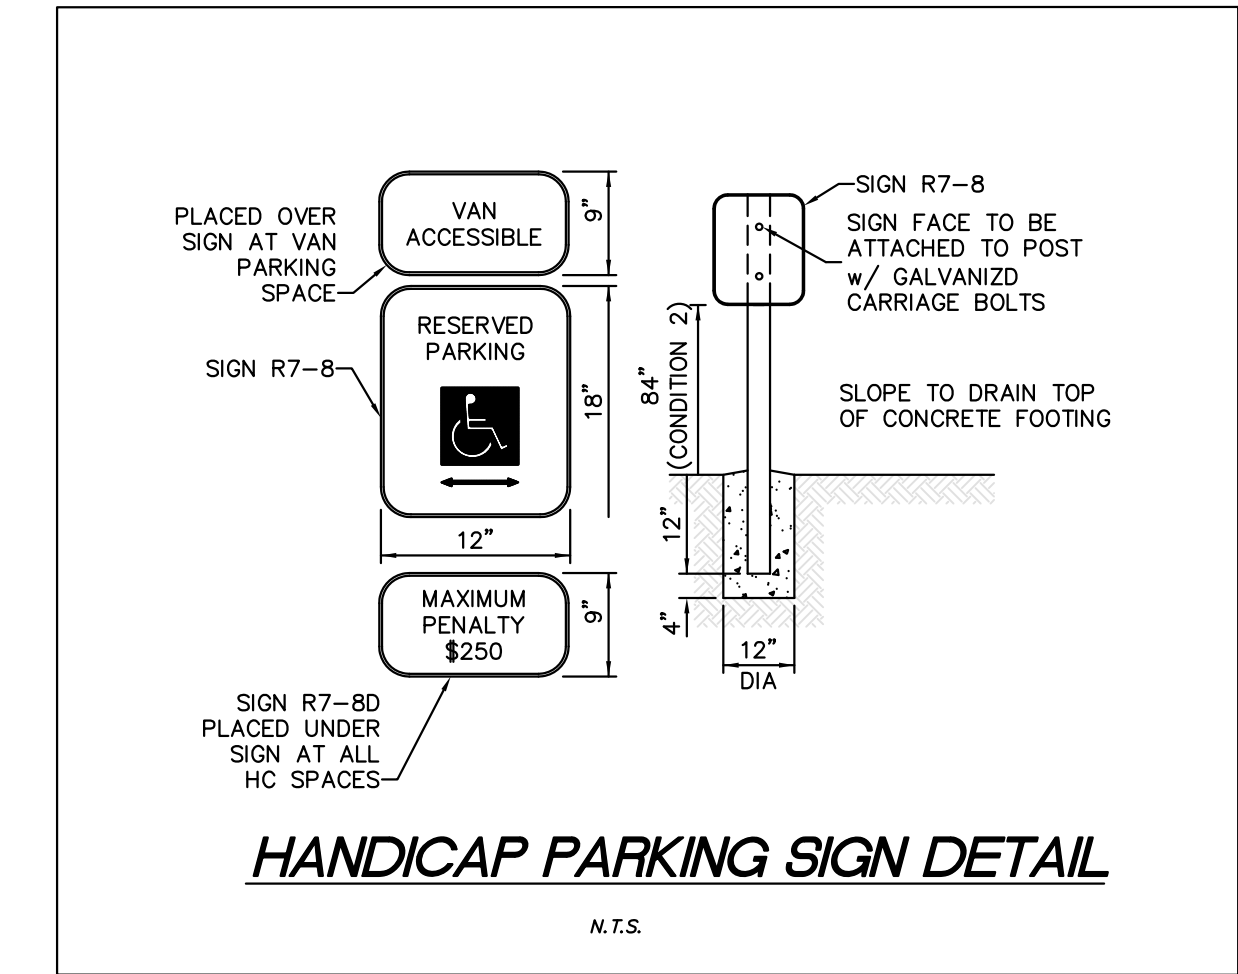 PLACED OVER
SIGN AT VAN
PARKING
SPACE
VAN
ACCESSIBLE
9"
SIGN R7-8
RESERVED
PARKING
18"
12"
MAXIMUM
PENALTY
$250
9"
SIGN R7-8D
PLACED UNDER
SIGN AT ALL
HC SPACES
SIGN R7-8
SIGN FACE TO BE
ATTACHED TO POST
w/ GALVANIZD
CARRIAGE BOLTS
84"
(CONDITION 2)
SLOPE TO DRAIN TOP
OF CONCRETE FOOTING
12"
4"
12"
DIA
HANDICAP PARKING SIGN DETAIL
N.T.S.